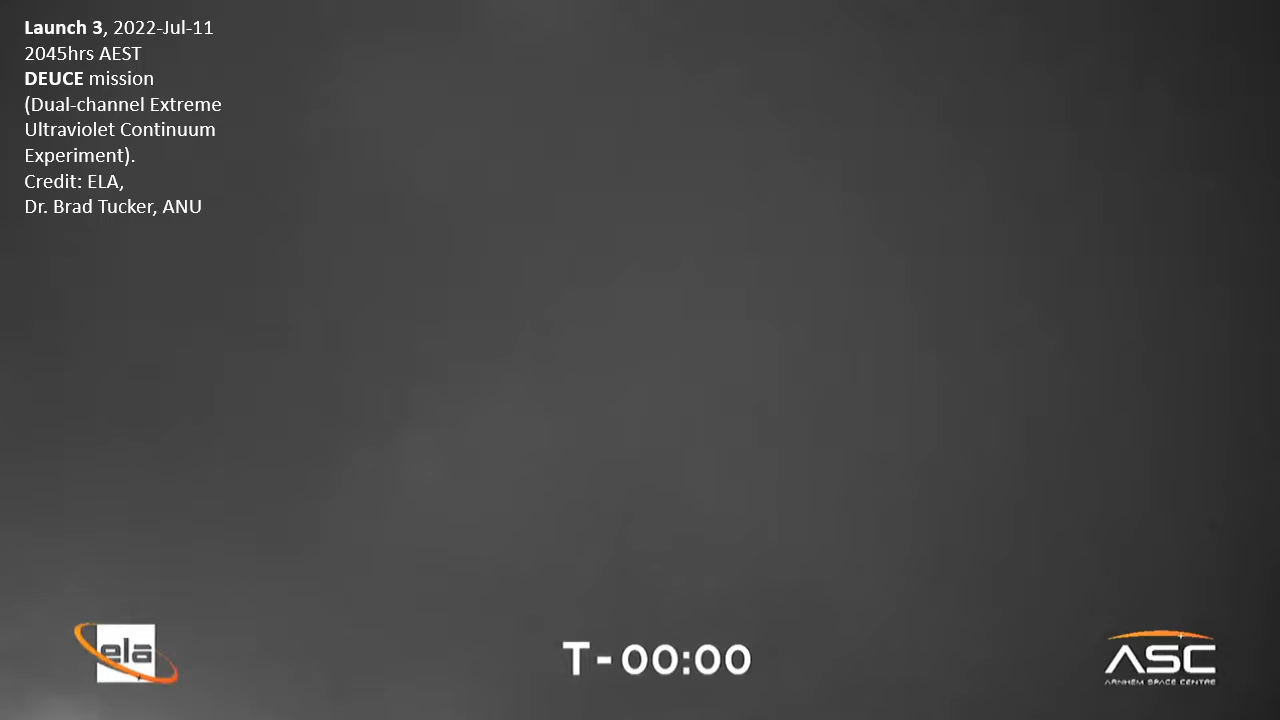 Launch 3, 2022-Jul-11
2045hrs AEST
DEUCE mission
(Dual-channel Extreme
Ultraviolet Continuum
Experiment).
Credit: ELA,
Dr. Brad Tucker, ANU
ela
T-00:00
ASC
ARNHEM SPACE CENTRE